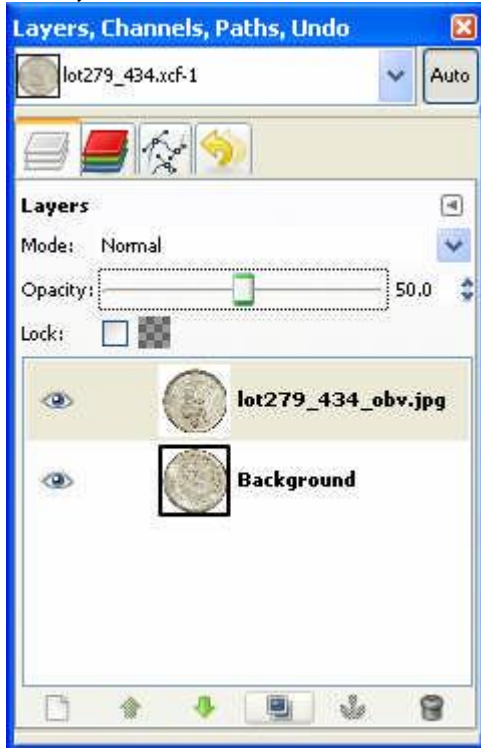 Layers, Channels, Paths, Undo
lot279_434.xcf-1
Auto
Layers
Mode: Normal
Opacity: 50.0
Lock:
lot279_434_obv.jpg
Background